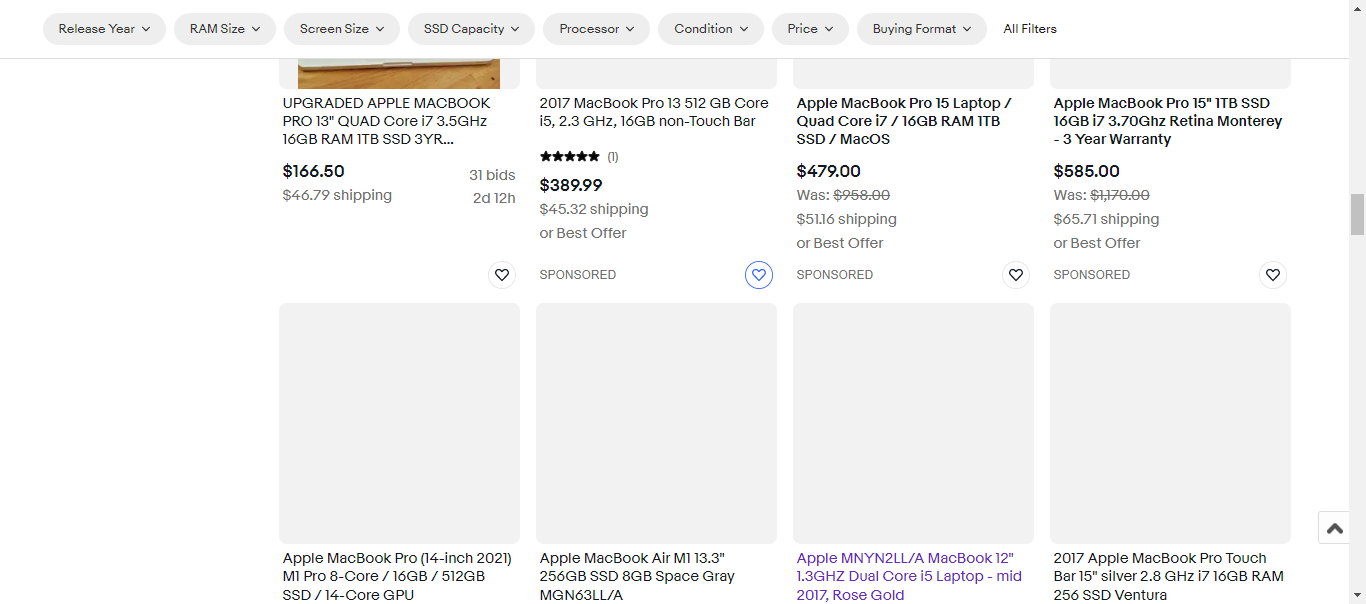 Release Year
RAM Size
Screen Size
SSD Capacity
Processor
Condition
Price
Buying Format
All Filters
UPGRADED APPLE MACBOOK
PRO 13" QUAD Core i7 3.5GHz
16GB RAM 1TB SSD 3YR...
$166.50
31 bids
$46.79 shipping
2d 12h
2017 MacBook Pro 13 512 GB Core
i5, 2.3 GHz, 16GB non-Touch Bar
(1)
$389.99
$45.32 shipping
or Best Offer
SPONSORED
Apple MacBook Pro 15 Laptop /
Quad Core i7 / 16GB RAM 1TB
SSD / MacOS
$479.00
Was: $958.00
$51.16 shipping
or Best Offer
SPONSORED
Apple MacBook Pro 15" 1TB SSD
16GB i7 3.70Ghz Retina Monterey
- 3 Year Warranty
$585.00
Was: $1,170.00
$65.71 shipping
or Best Offer
SPONSORED
Apple MacBook Pro (14-inch 2021)
M1 Pro 8-Core / 16GB / 512GB
SSD / 14-Core GPU
Apple MacBook Air M1 13.3"
256GB SSD 8GB Space Gray
MGN63LL/A
Apple MNYN2LL/A MacBook 12"
1.3GHZ Dual Core i5 Laptop - mid
2017, Rose Gold
2017 Apple MacBook Pro Touch
Bar 15" silver 2.8 GHz i7 16GB RAM
256 SSD Ventura